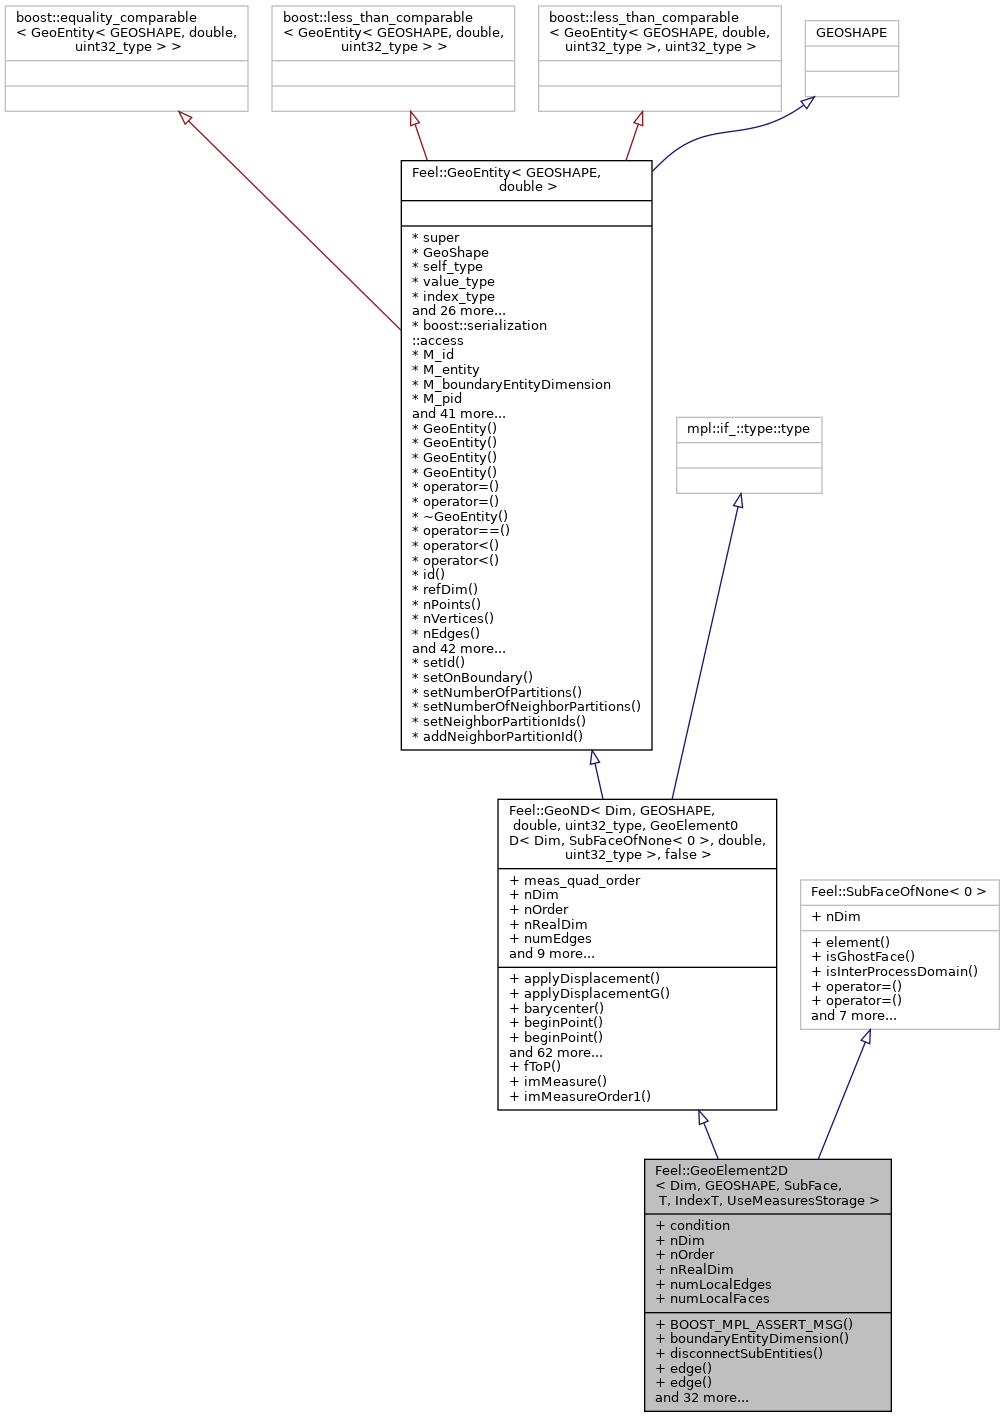 boost::equality_comparable
< GeoEntity< GEOSHAPE, double,
uint32_type > >
boost::less_than_comparable
< GeoEntity< GEOSHAPE, double,
uint32_type > >
boost::less_than_comparable
< GeoEntity< GEOSHAPE, double,
uint32_type >, uint32_type >
GEOSHAPE
Feel::GeoEntity< GEOSHAPE,
double >
* super
* GeoShape
* self_type
* value_type
* index_type
and 26 more...
* boost::serialization
::access
* M_id
* M_entity
* M_boundaryEntityDimension
* M_pid
and 41 more...
* GeoEntity()
* GeoEntity()
* GeoEntity()
* GeoEntity()
* operator=()
* operator=()
* ~GeoEntity()
* operator==()
* operator<()
* operator<()
* id()
* refDim()
* nPoints()
* nVertices()
* nEdges()
and 42 more...
* setId()
* setOnBoundary()
* setNumberOfPartitions()
* setNumberOfNeighborPartitions()
* setNeighborPartitionIds()
* addNeighborPartitionId()
mpl::if_::type::type
Feel::GeoND< Dim, GEOSHAPE,
double, uint32_type, GeoElement0
D< Dim, SubFaceOfNone< 0 >, double,
uint32_type >, false >
+ meas_quad_order
+ nDim
+ nOrder
+ nRealDim
+ numEdges
and 9 more...
+ applyDisplacement()
+ applyDisplacementG()
+ barycenter()
+ beginPoint()
+ beginPoint()
and 62 more...
+ fToP()
+ imMeasure()
+ imMeasureOrder1()
Feel::SubFaceOfNone< 0 >
+ nDim
+ element()
+ isGhostFace()
+ isInterProcessDomain()
+ operator=()
+ operator=()
and 7 more...
Feel::GeoElement2D
< Dim, GEOSHAPE, SubFace,
T, IndexT, UseMeasuresStorage >
+ condition
+ nDim
+ nOrder
+ nRealDim
+ numLocalEdges
+ numLocalFaces
+ BOOST_MPL_ASSERT_MSG()
+ boundaryEntityDimension()
+ disconnectSubEntities()
+ edge()
+ edge()
and 32 more...